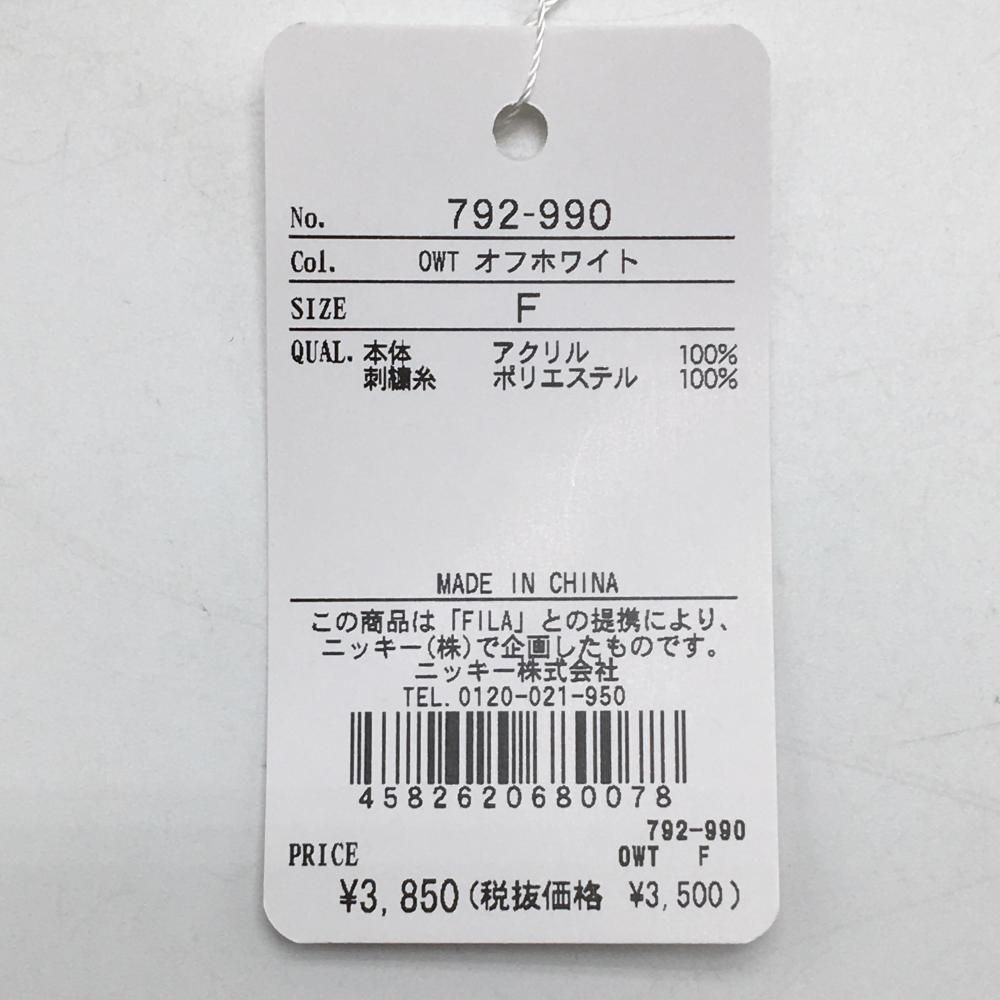 No. 792-990
Col. OWT オフホワイト
SIZE F
QUAL. 本体 アクリル 100%
刺繍糸 ポリエステル 100%
MADE IN CHINA
この商品は「FILA」との提携により、
ニッキー(株)で企画したものです。
ニッキー株式会社
TEL. 0120-021-950
4582620680078
792-990
PRICE OWT F
¥3,850(税抜価格 ¥3,500)